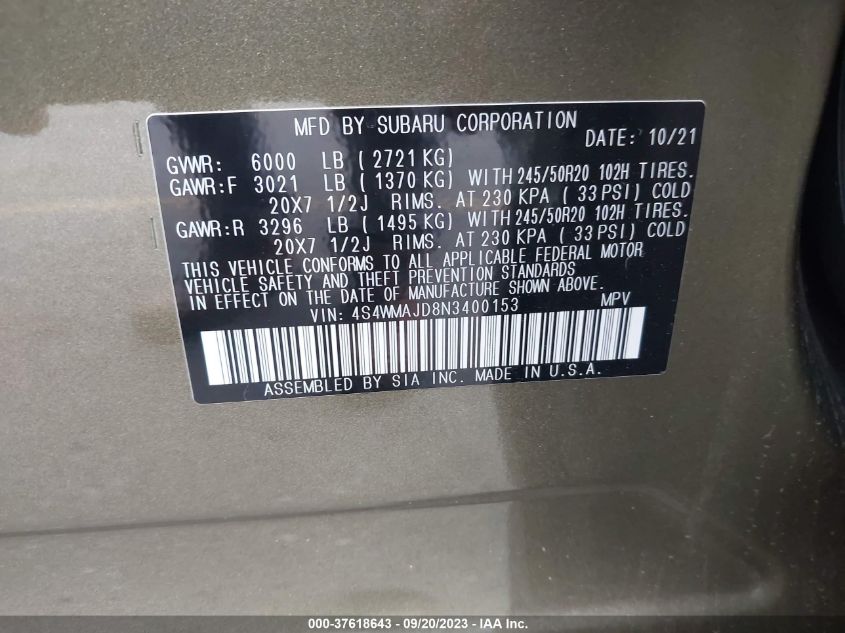 MFD BY SUBARU CORPORATION
DATE: 10/21
GVWR: 6000 LB ( 2721 KG)
GAWR:F 3021 LB ( 1370 KG) WITH 245/50R20 102H TIRES.
20X7 1/2J RIMS. AT 230 KPA ( 33 PSI) COLD
GAWR:R 3296 LB ( 1495 KG) WITH 245/50R20 102H TIRES.
20X7 1/2J RIMS. AT 230 KPA ( 33 PSI) COLD
THIS VEHICLE CONFORMS TO ALL APPLICABLE FEDERAL MOTOR
VEHICLE SAFETY AND THEFT PREVENTION STANDARDS
IN EFFECT ON THE DATE OF MANUFACTURE SHOWN ABOVE.
VIN: 4S4WMAJD8N3400153 MPV
ASSEMBLED BY SIA INC. MADE IN U.S.A.
000-37618643 - 09/20/2023 - IAA Inc.